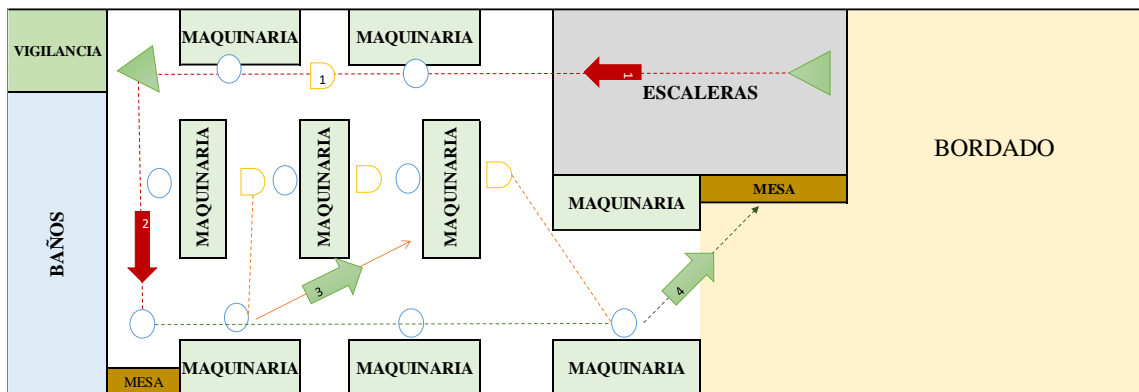 VIGILANCIA
MAQUINARIA
MAQUINARIA
1
1
ESCALERAS
BORDADO
BAÑOS
MAQUINARIA
MAQUINARIA
MAQUINARIA
MAQUINARIA
MESA
2
3
4
MESA
MAQUINARIA
MAQUINARIA
MAQUINARIA